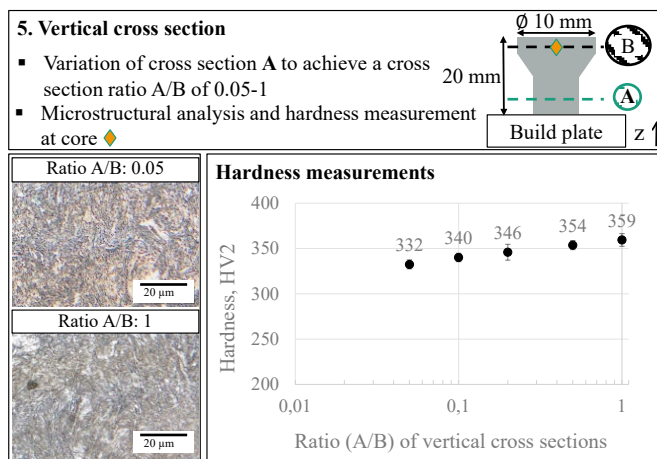 5. Vertical cross section
▪ Variation of cross section A to achieve a cross
section ratio A/B of 0.05-1
▪ Microstructural analysis and hardness measurement
at core
Ø 10 mm
B
20 mm
A
Build plate
z
Ratio A/B: 0.05
20 µm
Ratio A/B: 1
20 µm
Hardness measurements
Hardness, HV2
400
350
300
250
200
332
340
346
354
359
0,01
0,1
1
Ratio (A/B) of vertical cross sections